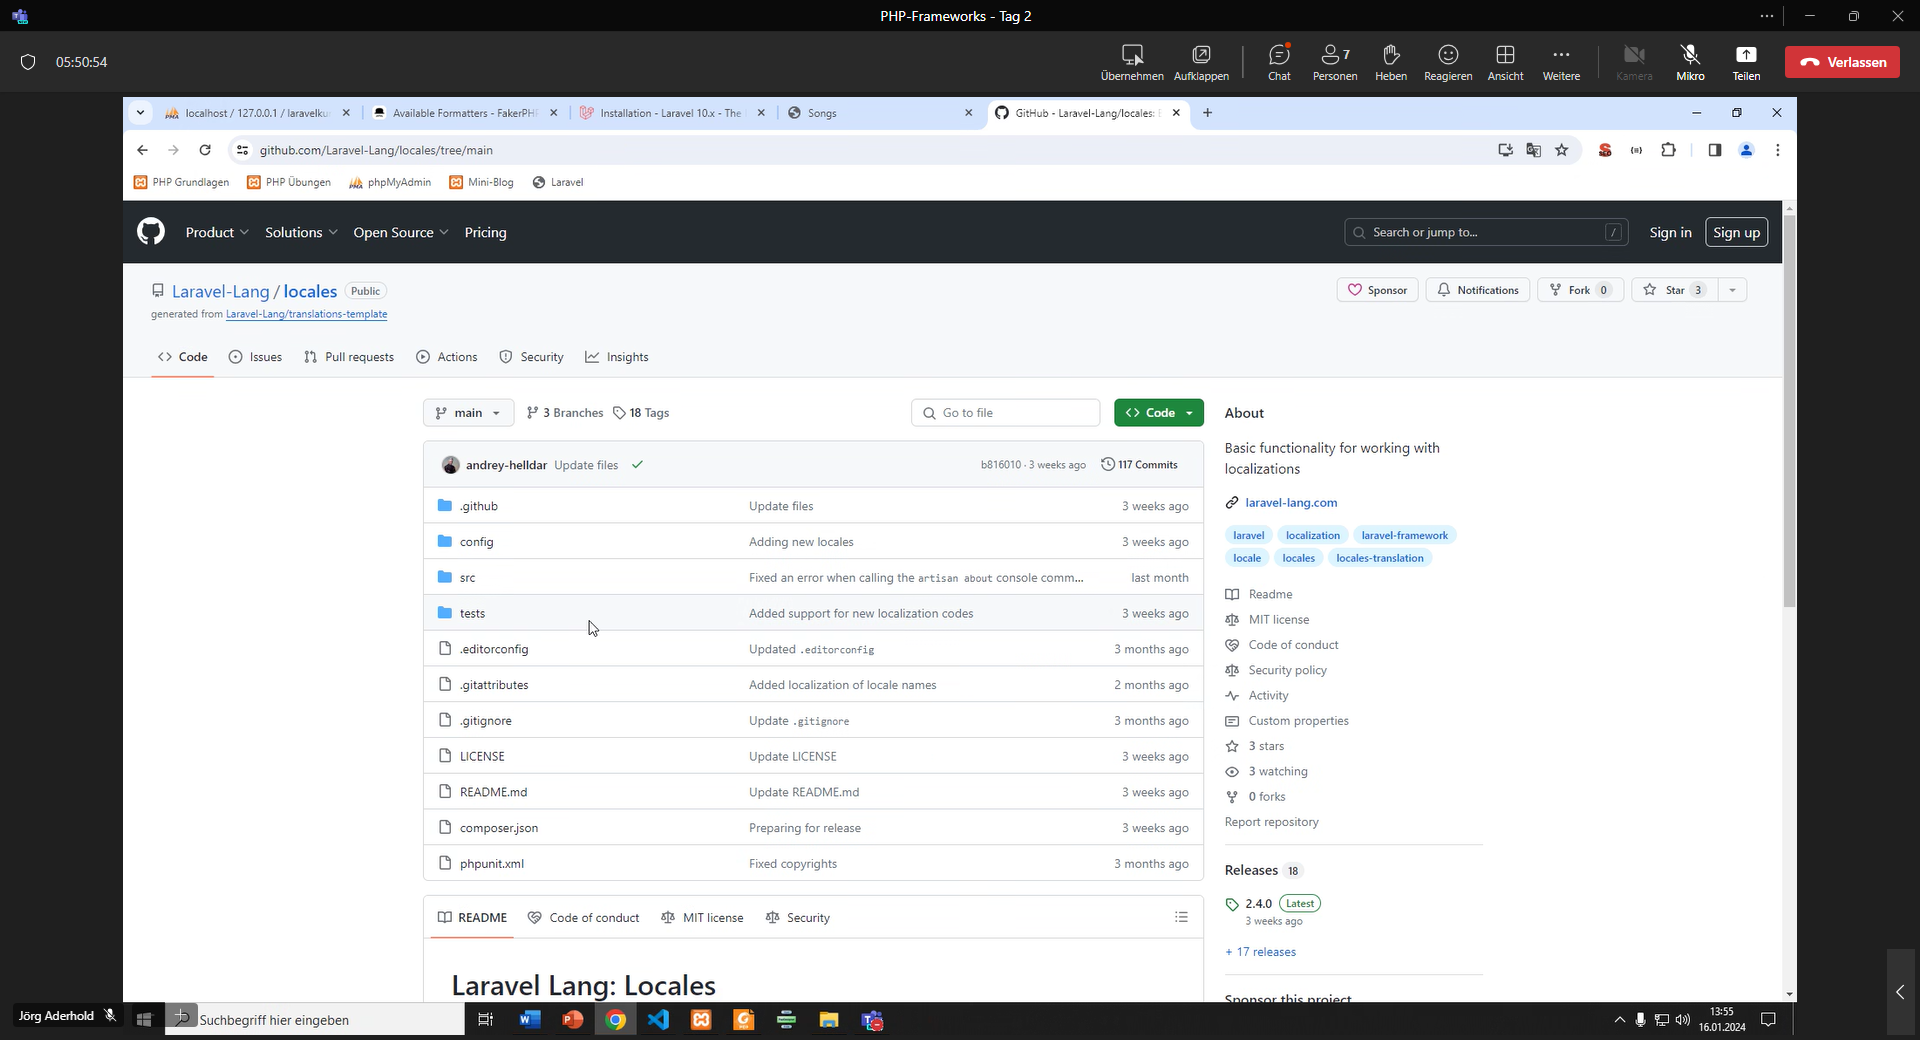 PHP-Frameworks - Tag 2
05:50:54
Übernehmen
Aufklappen
Chat
7
Personen
Heben
Reagieren
Ansicht
Weitere
Kamera
Mikro
Teilen
Verlassen
localhost / 127.0.0.1 / laravelku
Available Formatters - FakerPHP
Installation - Laravel 10.x - The
Songs
GitHub - Laravel-Lang/locales:
github.com/Laravel-Lang/locales/tree/main
PHP Grundlagen
PHP Übungen
phpMyAdmin
Mini-Blog
Laravel
Product
Solutions
Open Source
Pricing
Search or jump to...
/
Sign in
Sign up
Laravel-Lang / locales
Public
generated from Laravel-Lang/translations-template
Sponsor
Notifications
Fork 0
Star 3
Code
Issues
Pull requests
Actions
Security
Insights
main
3 Branches
18 Tags
Go to file
Code
andrey-helldar Update files
b816010 · 3 weeks ago
117 Commits
.github Update files 3 weeks ago
config Adding new locales 3 weeks ago
src Fixed an error when calling the artisan about console comm... last month
tests Added support for new localization codes 3 weeks ago
.editorconfig Updated .editorconfig 3 months ago
.gitattributes Added localization of locale names 2 months ago
.gitignore Update .gitignore 3 months ago
LICENSE Update LICENSE 3 weeks ago
README.md Update README.md 3 weeks ago
composer.json Preparing for release 3 weeks ago
phpunit.xml Fixed copyrights 3 months ago
README
Code of conduct
MIT license
Security
Laravel Lang: Locales
About
Basic functionality for working with
localizations
laravel-lang.com
laravel localization laravel-framework
locale locales locales-translation
Readme
MIT license
Code of conduct
Security policy
Activity
Custom properties
3 stars
3 watching
0 forks
Report repository
Releases 18
2.4.0 Latest
3 weeks ago
+ 17 releases
Sponsor this project
Jörg Aderhold
Suchbegriff hier eingeben
13:55
16.01.2024